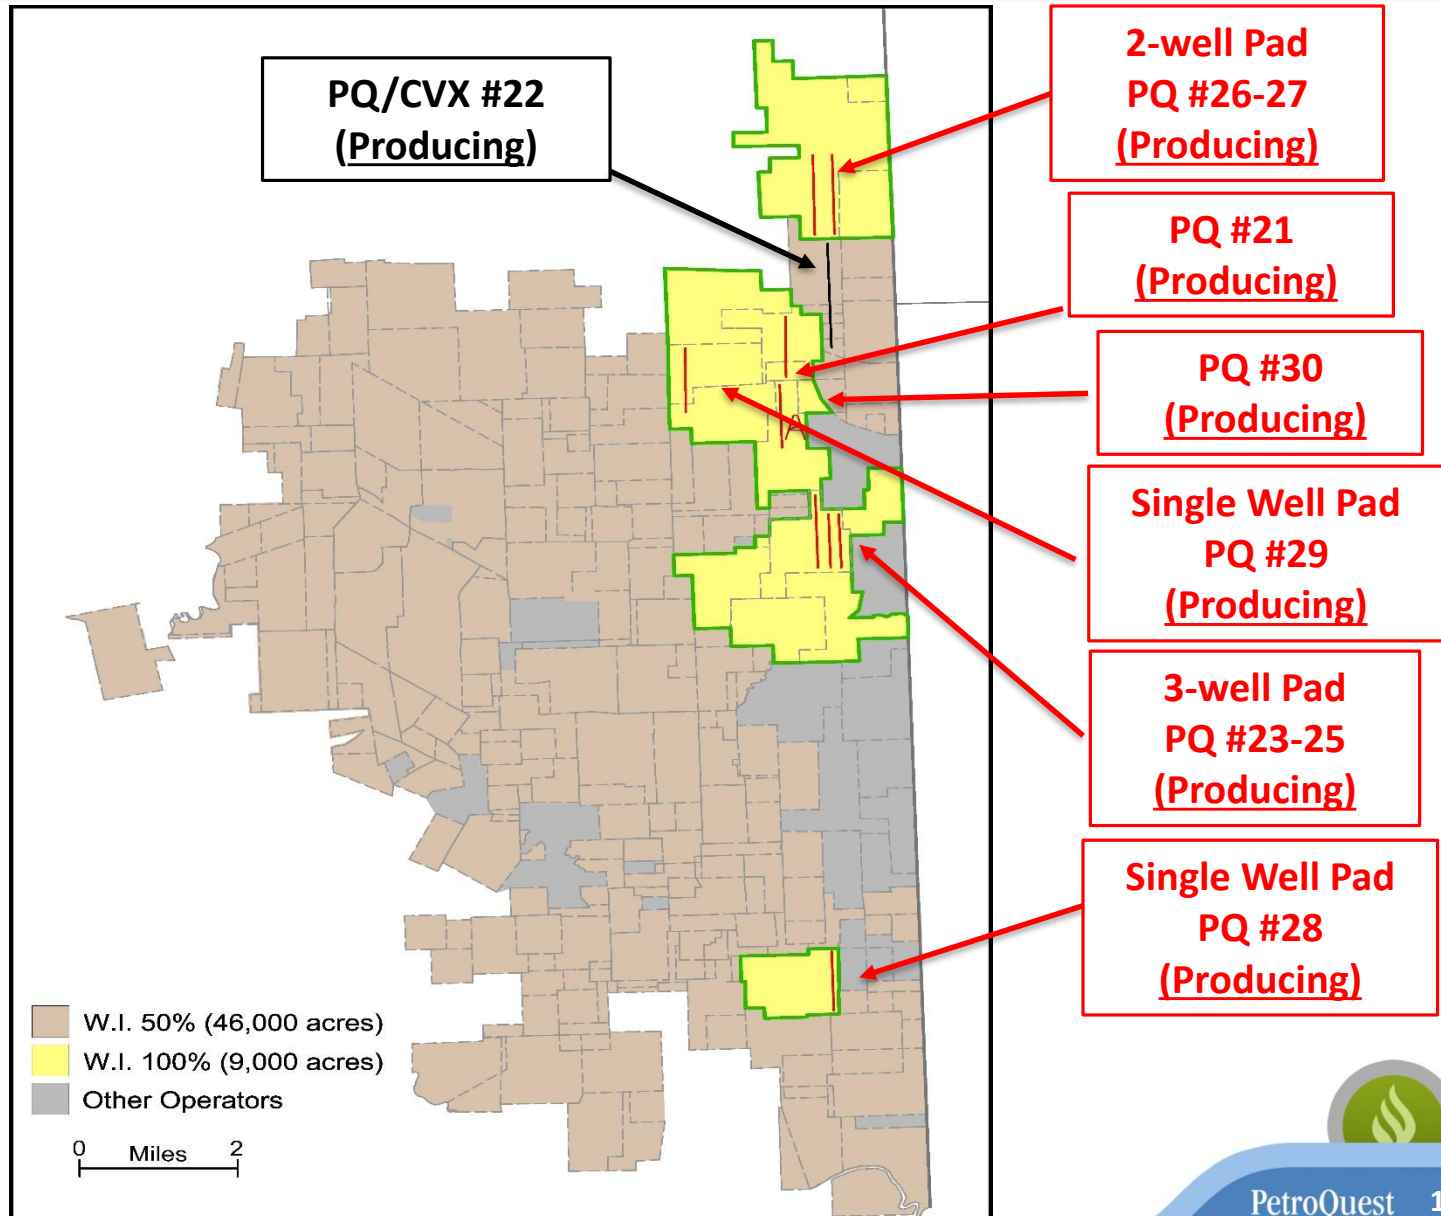 PQ/CVX #22
(Producing)
2-well Pad
PQ #26-27
(Producing)
PQ #21
(Producing)
PQ #30
(Producing)
Single Well Pad
PQ #29
(Producing)
3-well Pad
PQ #23-25
(Producing)
Single Well Pad
PQ #28
(Producing)
W.I. 50% (46,000 acres)
W.I. 100% (9,000 acres)
Other Operators
0 Miles 2
PetroQuest 1